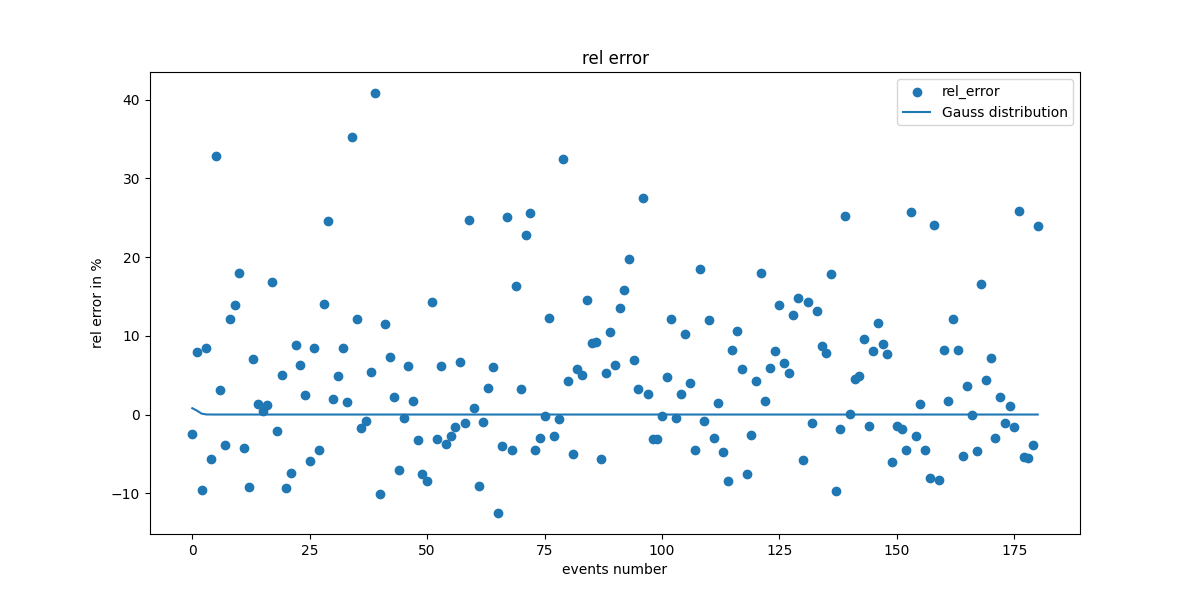 rel error
rel_error
Gauss distribution
rel error in %
40
30
20
10
0
−10
0 25 50 75 100 125 150 175
events number